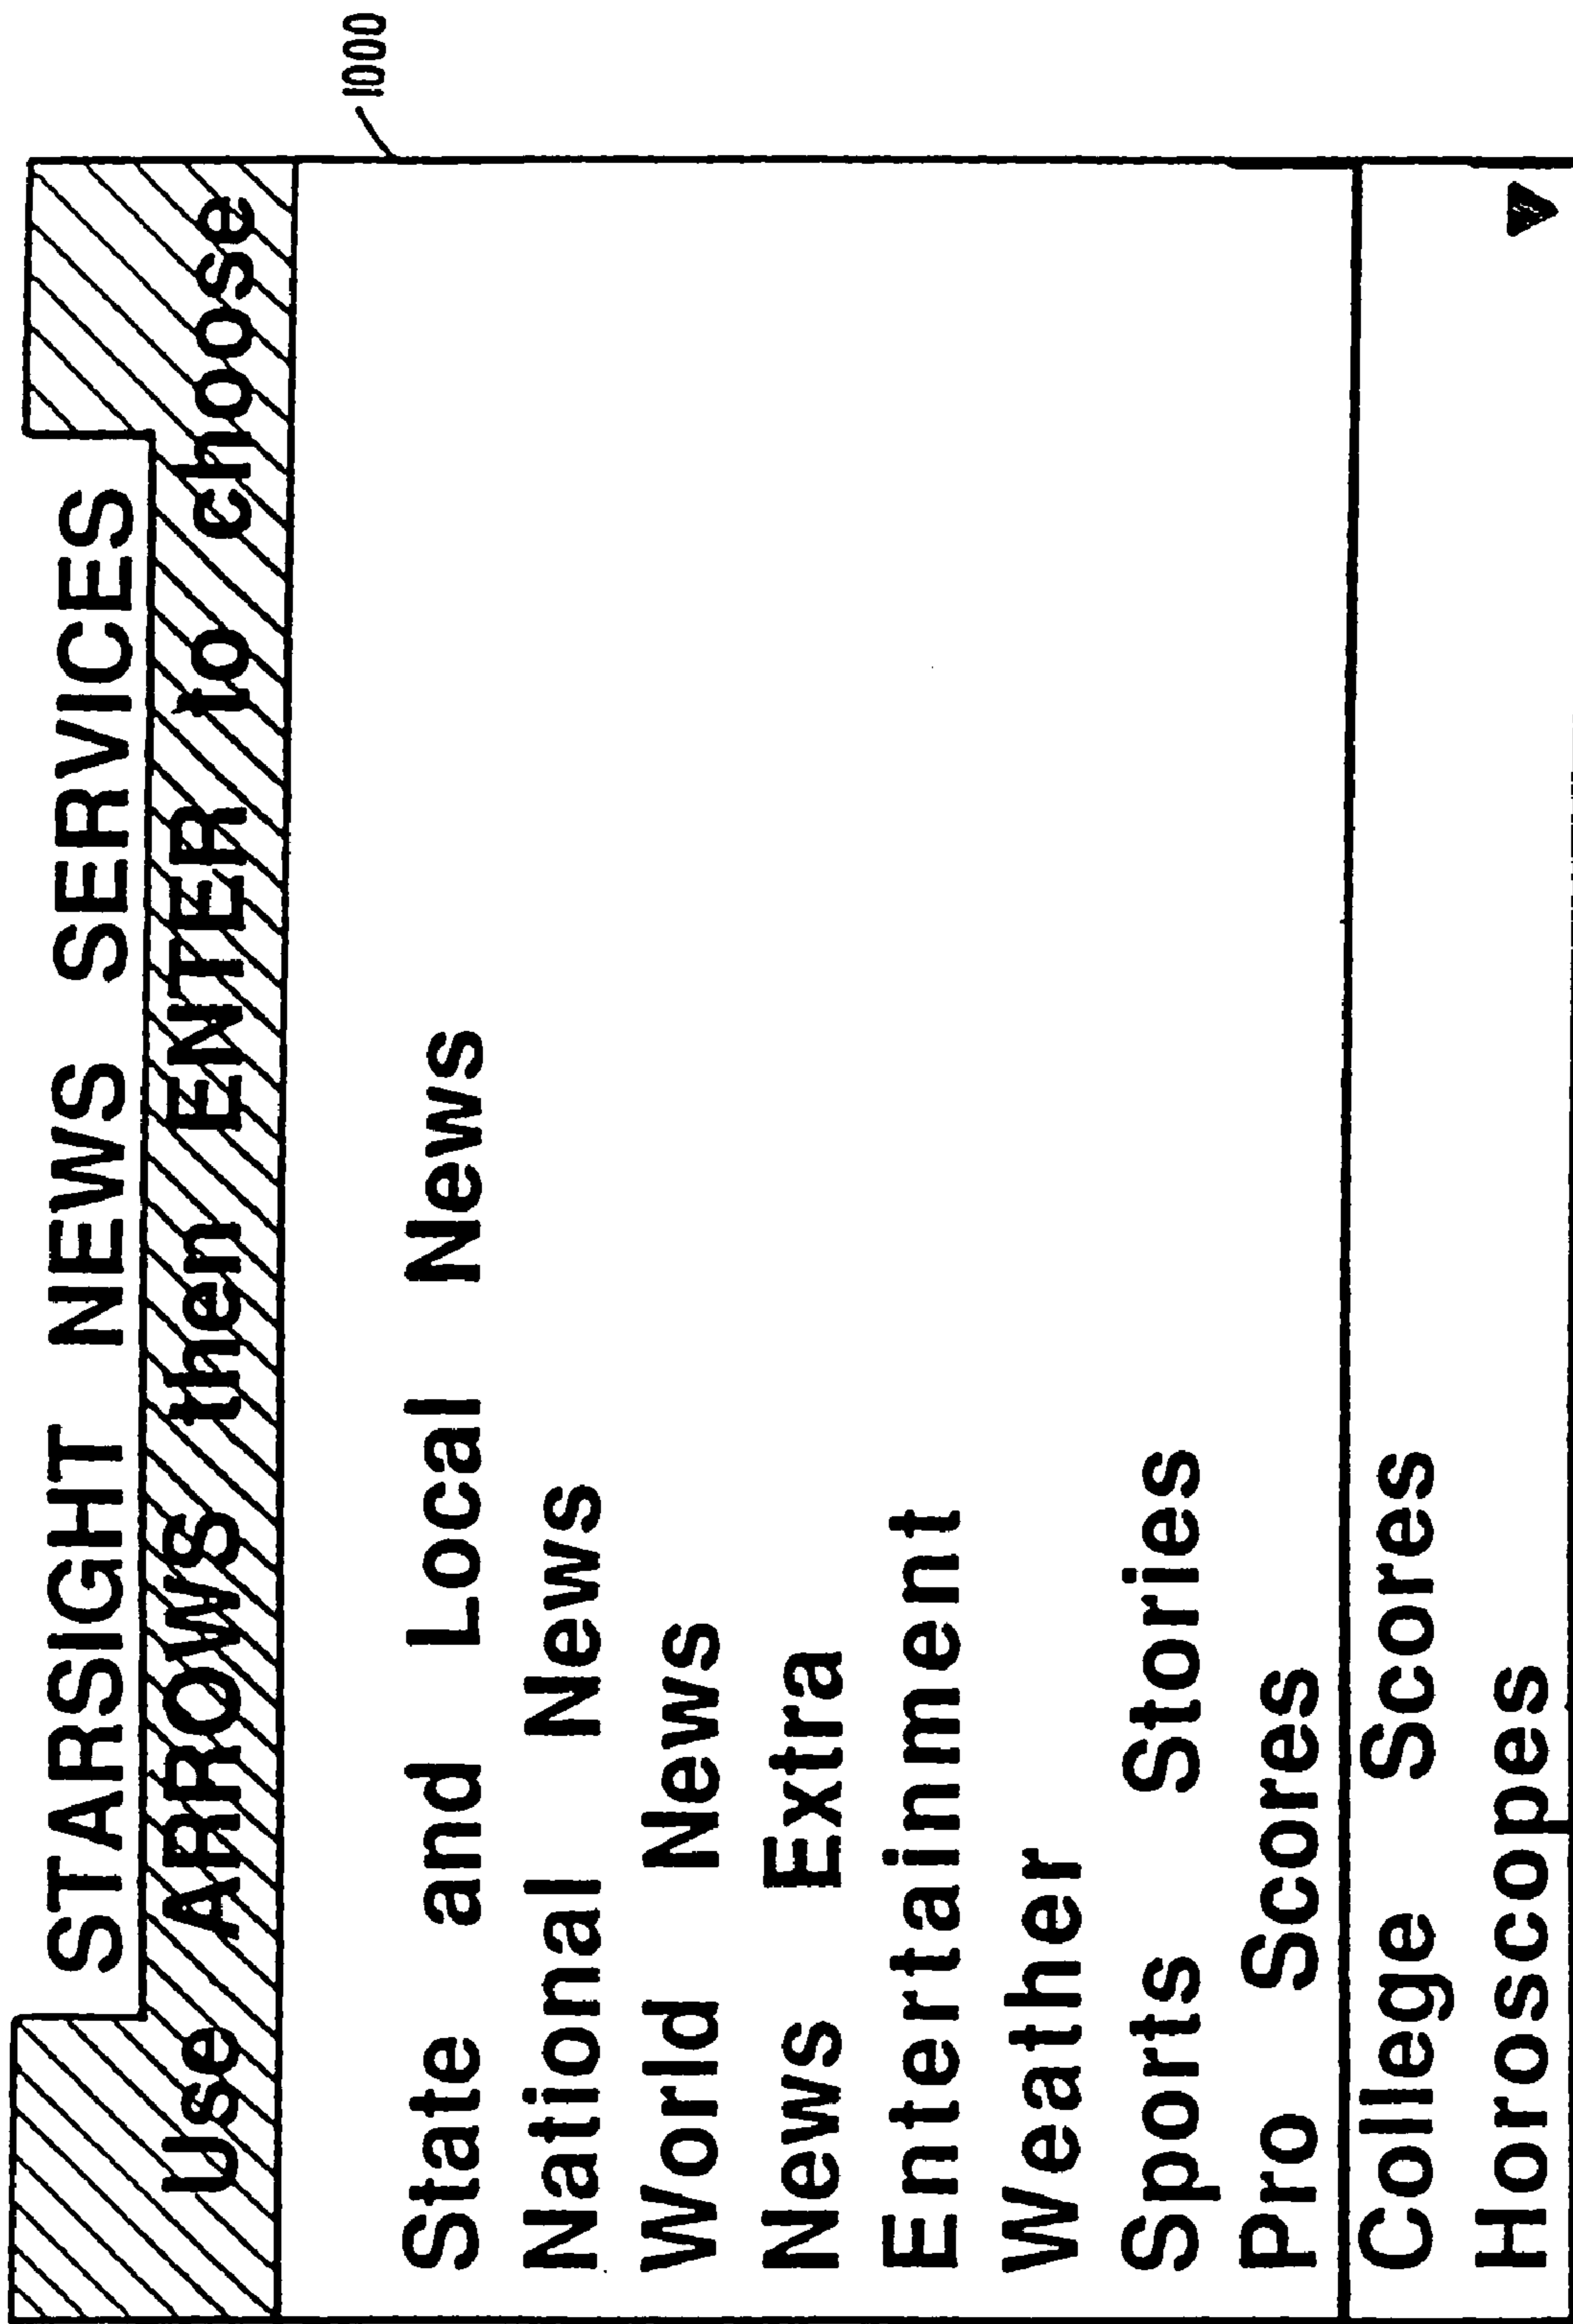 STARSIGHT NEWS SERVICES
Use ARROWS then ENTER to choose
1000
State and Local News
National News
World News
News Extra
Entertainment
Weather
Sports Stories
Pro Scores
College Scores
Horoscopes